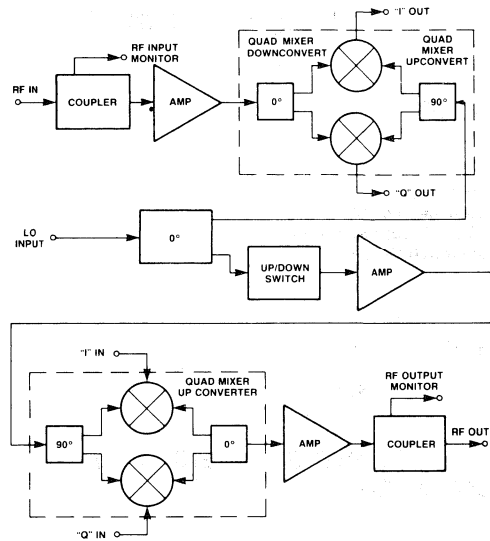 "I" OUT
RF INPUT
MONITOR
QUAD MIXER
DOWNCONVERT
QUAD
MIXER
UPCONVERT
RF IN
COUPLER
AMP
0°
90°
"Q" OUT
LO
INPUT
0°
UP/DOWN
SWITCH
AMP
"I" IN
QUAD MIXER
UP CONVERTER
RF OUTPUT
MONITOR
90°
0°
AMP
COUPLER
RF OUT
"Q" IN